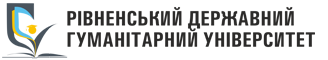 РІВНЕНСЬКИЙ ДЕРЖАВНИЙ
ГУМАНІТАРНИЙ УНІВЕРСИТЕТ